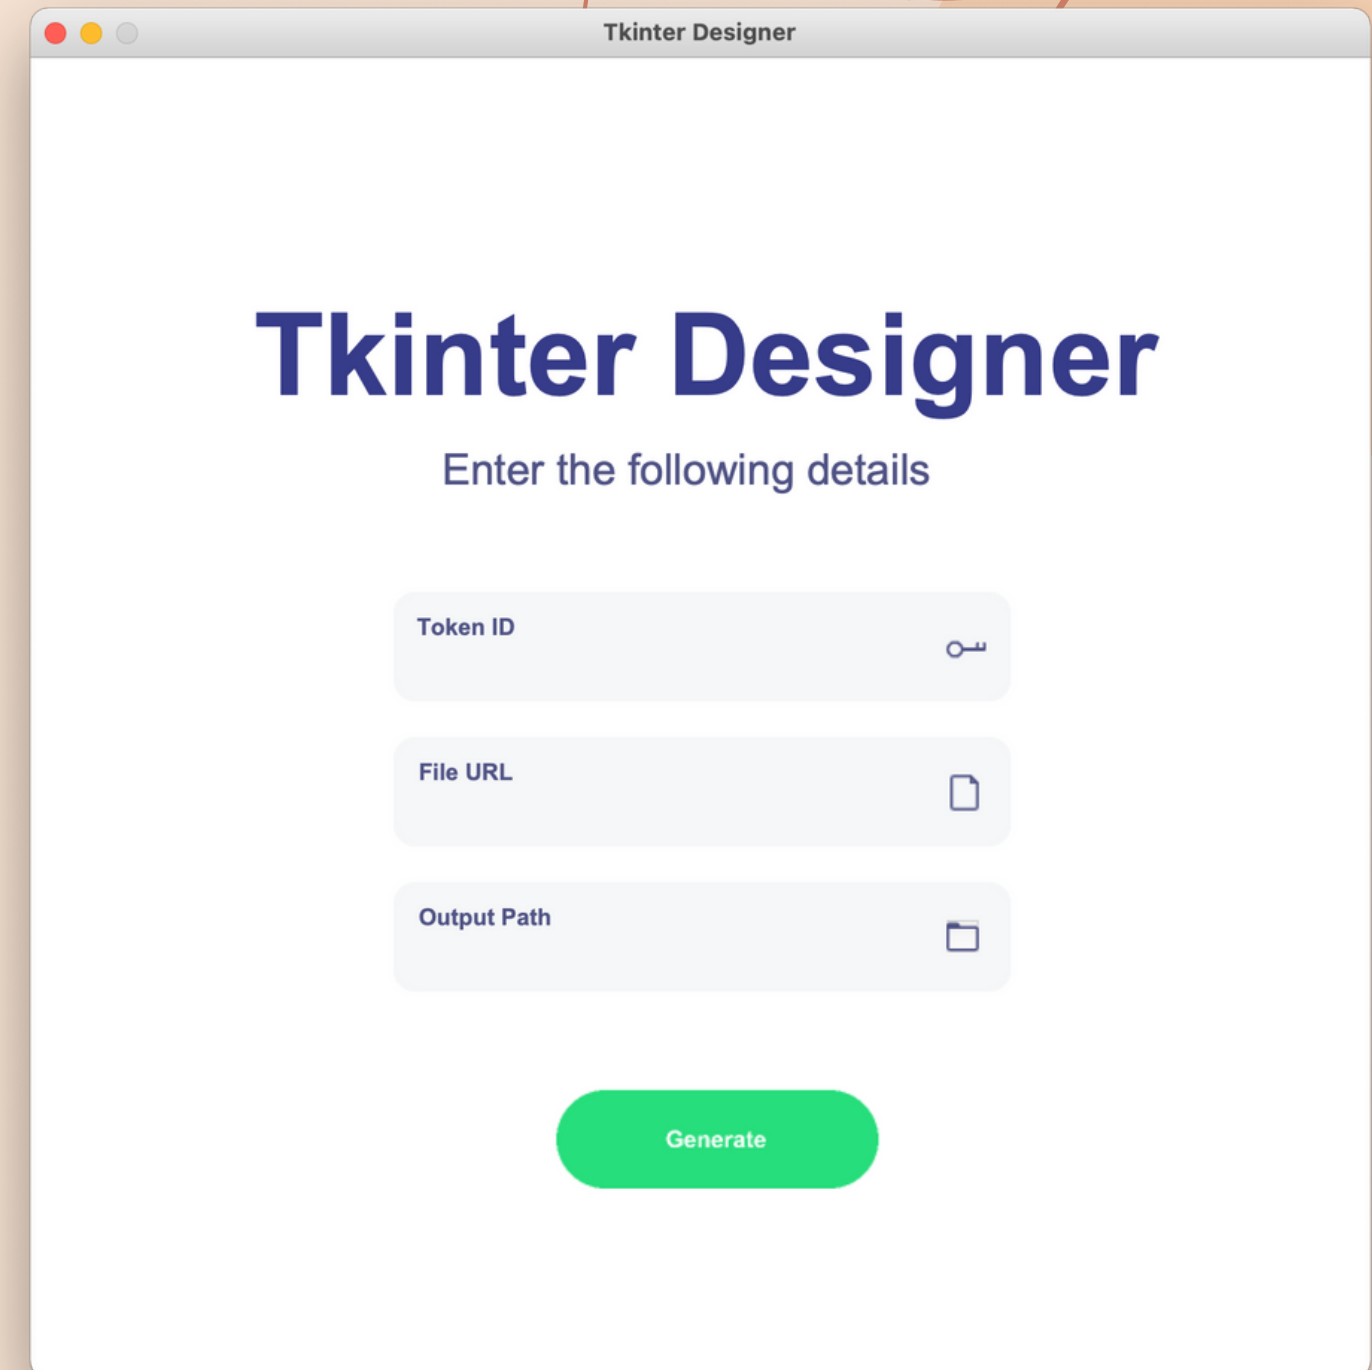 Tkinter Designer
Tkinter Designer
Enter the following details
Token ID
File URL
Output Path
Generate